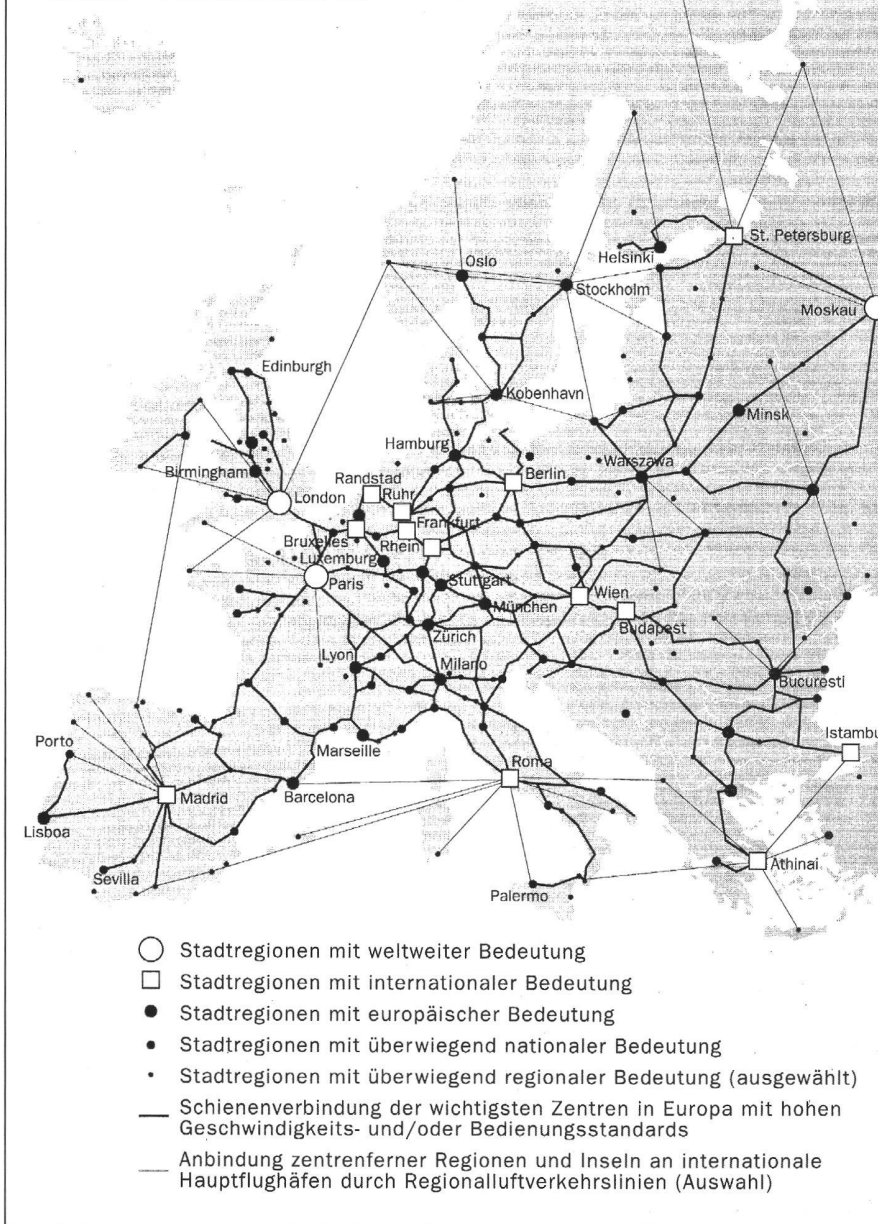 St. Petersburg
Helsinki
Oslo
Stockholm
Moskau
Edinburgh
Kobenhavn
Minsk
Hamburg
Birmingham
Warszawa
Randstad
Berlin
London
Ruhr
Frankfurt
Bruxelles
Rhein
Luxemburg
Paris
Stuttgart
Wien
München
Budapest
Zürich
Lyon
Milano
Bucuresti
Porto
Marseille
Roma
Istambu
Madrid
Barcelona
Lisboa
Athinai
Sevilla
Palermo
Stadtregionen mit weltweiter Bedeutung
Stadtregionen mit internationaler Bedeutung
Stadtregionen mit europäischer Bedeutung
Stadtregionen mit überwiegend nationaler Bedeutung
Stadtregionen mit überwiegend regionaler Bedeutung (ausgewählt)
Schienenverbindung der wichtigsten Zentren in Europa mit hohen
Geschwindigkeits- und/oder Bedienungsstandards
Anbindung zentrenferner Regionen und Inseln an internationale
Hauptflughäfen durch Regionalluftverkehrslinien (Auswahl)